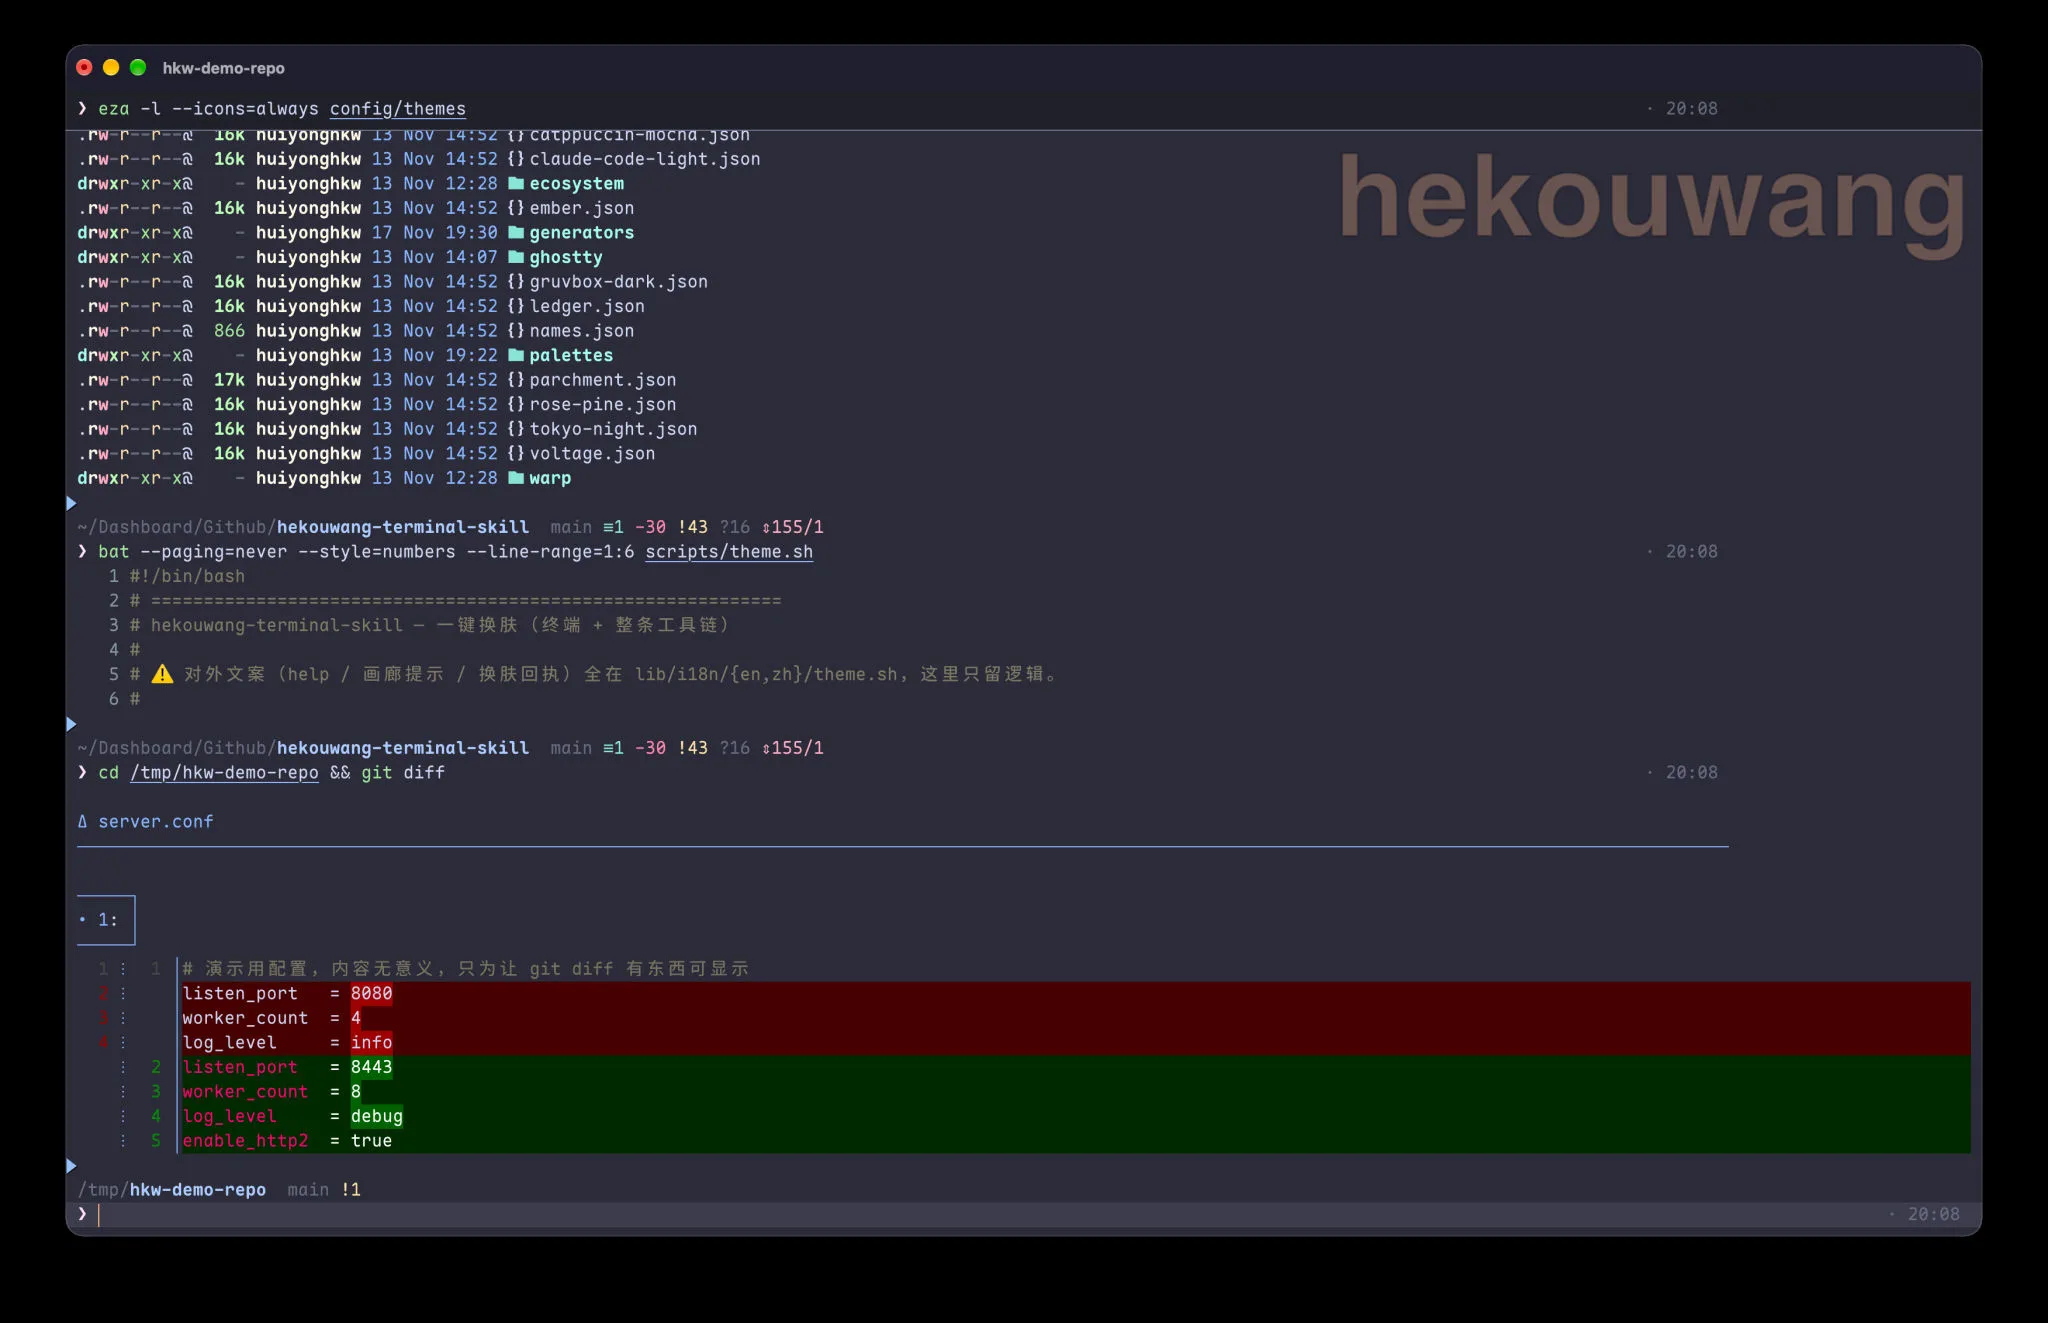 hkw-demo-repo
❯ eza -l --icons=always config/themes · 20:08
.rw-r--r--@ 16k huiyonghkw 13 Nov 14:52 {} catppuccin-mocha.json
.rw-r--r--@ 16k huiyonghkw 13 Nov 14:52 {} claude-code-light.json
drwxr-xr-x@ - huiyonghkw 13 Nov 12:28 ecosystem
.rw-r--r--@ 16k huiyonghkw 13 Nov 14:52 {} ember.json
drwxr-xr-x@ - huiyonghkw 17 Nov 19:30 generators
drwxr-xr-x@ - huiyonghkw 13 Nov 14:07 ghostty
.rw-r--r--@ 16k huiyonghkw 13 Nov 14:52 {} gruvbox-dark.json
.rw-r--r--@ 16k huiyonghkw 13 Nov 14:52 {} ledger.json
.rw-r--r--@ 866 huiyonghkw 13 Nov 14:52 {} names.json
drwxr-xr-x@ - huiyonghkw 13 Nov 19:22 palettes
.rw-r--r--@ 17k huiyonghkw 13 Nov 14:52 {} parchment.json
.rw-r--r--@ 16k huiyonghkw 13 Nov 14:52 {} rose-pine.json
.rw-r--r--@ 16k huiyonghkw 13 Nov 14:52 {} tokyo-night.json
.rw-r--r--@ 16k huiyonghkw 13 Nov 14:52 {} voltage.json
drwxr-xr-x@ - huiyonghkw 13 Nov 12:28 warp
hekouwang
~/Dashboard/Github/hekouwang-terminal-skill main ≡1 -30 !43 ?16 ⇕155/1
❯ bat --paging=never --style=numbers --line-range=1:6 scripts/theme.sh · 20:08
1 #!/bin/bash
2 # ============================================================
3 # hekouwang-terminal-skill — 一键换肤（终端 + 整条工具链）
4 #
5 # ⚠️ 对外文案（help / 画廊提示 / 换肤回执）全在 lib/i18n/{en,zh}/theme.sh，这里只留逻辑。
6 #
~/Dashboard/Github/hekouwang-terminal-skill main ≡1 -30 !43 ?16 ⇕155/1
❯ cd /tmp/hkw-demo-repo && git diff · 20:08
Δ server.conf
• 1:
1 ⋮ 1 │# 演示用配置，内容无意义，只为让 git diff 有东西可显示
2 ⋮ │listen_port = 8080
3 ⋮ │worker_count = 4
4 ⋮ │log_level = info
⋮ 2 │listen_port = 8443
⋮ 3 │worker_count = 8
⋮ 4 │log_level = debug
⋮ 5 │enable_http2 = true
/tmp/hkw-demo-repo main !1
❯ · 20:08